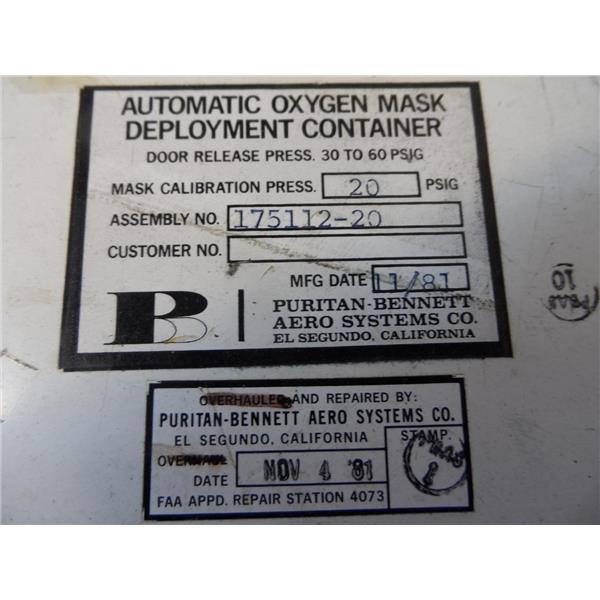 AUTOMATIC OXYGEN MASK
DEPLOYMENT CONTAINER
DOOR RELEASE PRESS. 30 TO 60 PSIG
MASK CALIBRATION PRESS. 20 PSIG
ASSEMBLY NO. 175112-20
CUSTOMER NO.
MFG DATE 11/81
PB
PURITAN-BENNETT
AERO SYSTEMS CO.
EL SEGUNDO, CALIFORNIA
10
OVERHAULED AND REPAIRED BY:
PURITAN-BENNETT AERO SYSTEMS CO.
EL SEGUNDO, CALIFORNIA
STAMP
OVERHAUL
DATE NOV 4 '81
FAA APPD. REPAIR STATION 4073